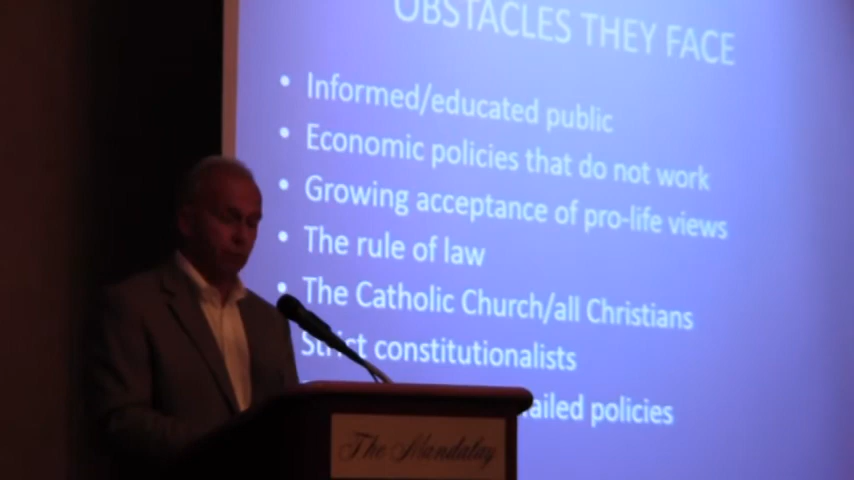 OBSTACLES THEY FACE
• Informed/educated public
• Economic policies that do not work
• Growing acceptance of pro-life views
• The rule of law
• The Catholic Church/all Christians
Strict constitutionalists
policies
The Mandalay